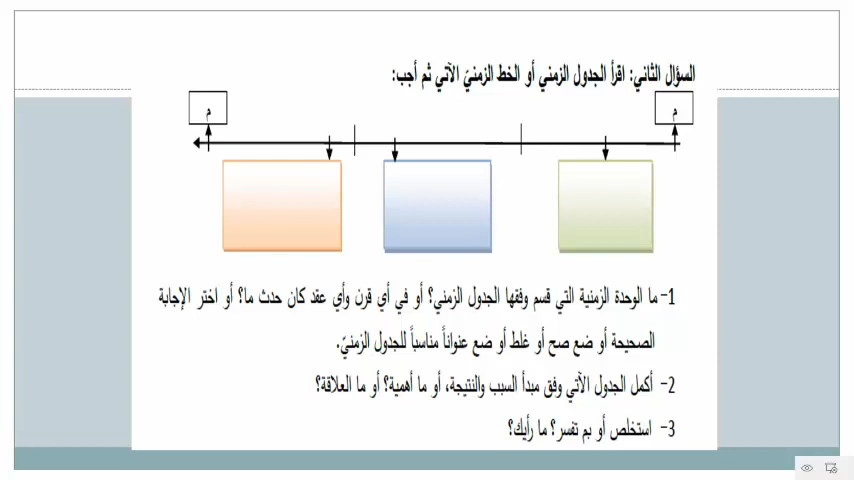 السؤال الثاني: اقرأ الجدول الزمني أو الخط الزمنيّ الآتي ثم أجب:
م
م
1- ما الوحدة الزمنية التي قسم وفقها الجدول الزمني؟ أو في أي قرن وأي عقد كان حدث ما؟ أو اختر الإجابة
الصحيحة أو ضع صح أو غلط أو ضع عنواناً مناسباً للجدول الزمنيّ.
2- أكمل الجدول الآتي وفق مبدأ السبب والنتيجة، أو ما أهمية؟ أو ما العلاقة؟
3- استخلص أو بم تفسر؟ ما رأيك؟